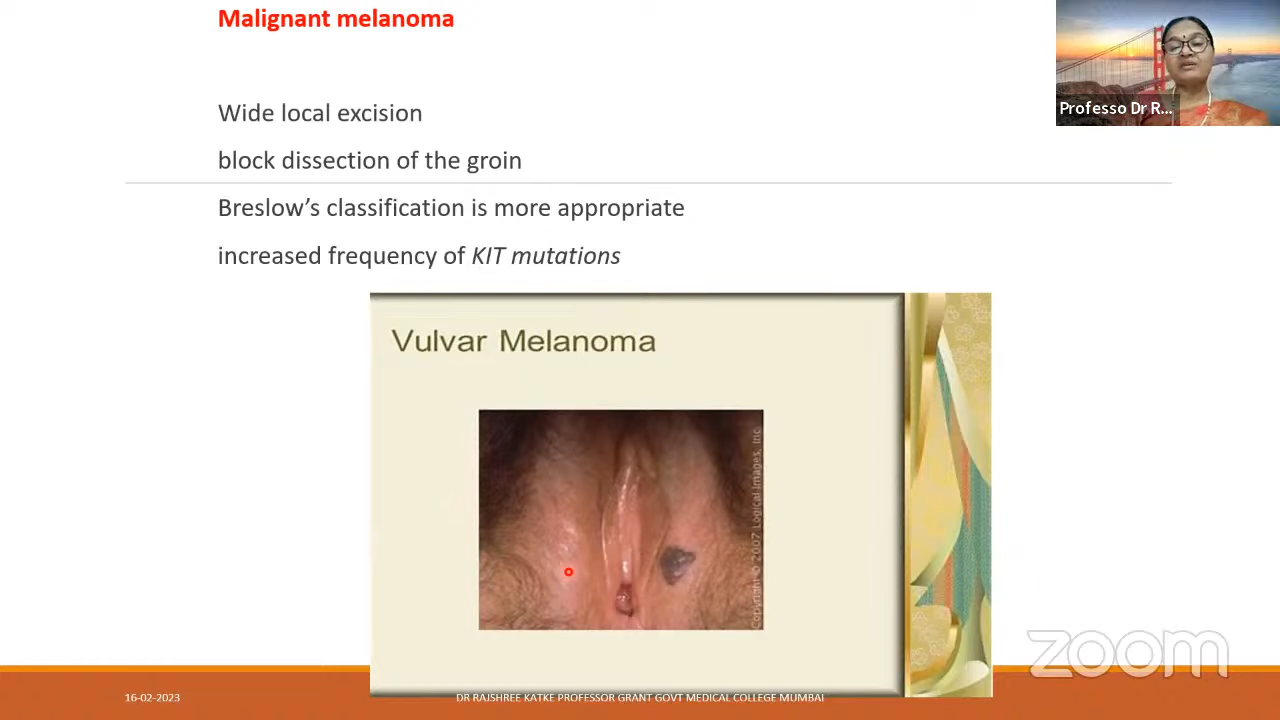 Malignant melanoma
Professo Dr R...
Wide local excision
block dissection of the groin
Breslow’s classification is more appropriate
increased frequency of KIT mutations
Vulvar Melanoma
Copyright © 2007 Logical Images, Inc
zoom
16-02-2023
DR RAJSHREE KATKE PROFESSOR GRANT GOVT MEDICAL COLLEGE MUMBAI